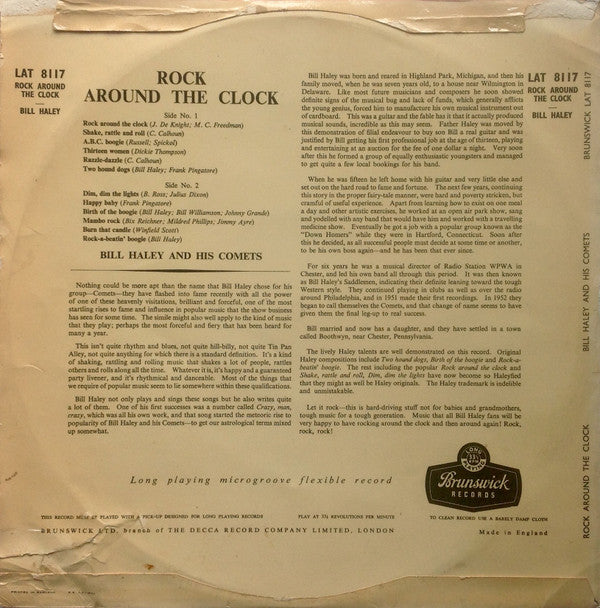 LAT 8117
ROCK AROUND
THE CLOCK
BILL HALEY
ROCK
AROUND THE CLOCK
Side No. 1
Rock around the clock (J. De Knight; M. C. Freedman)
Shake, rattle and roll (C. Calhoun)
A.B.C. boogie (Russell; Spickol)
Thirteen women (Dickie Thompson)
Razzle-dazzle (C. Calhoun)
Two hound dogs (Bill Haley; Frank Pingatore)
Side No. 2
Dim, dim the lights (B. Ross; Julius Dixon)
Happy baby (Frank Pingatore)
Birth of the boogie (Bill Haley; Bill Williamson; Johnny Grande)
Mambo rock (Bix Reichner; Mildred Phillips; Jimmy Ayre)
Burn that candle (Winfield Scott)
Rock-a-beatin' boogie (Bill Haley)
BILL HALEY AND HIS COMETS
Nothing could be more apt than the name that Bill Haley chose for his
group—Comets—they have flashed into fame recently with all the power
of one of these heavenly visitations, brilliant and forceful, one of the most
startling rises to fame and influence in popular music that the show business
has seen for some time. The simile might also well apply to the kind of music
that they play; perhaps the most forceful and fiery that has been heard for
many a year.
This isn't quite rhythm and blues, not quite hill-billy, not quite Tin Pan
Alley, not quite anything for which there is a standard definition. It's a kind
of shaking, rattling and rolling music that shakes a lot of people, rattles
others and rolls along all the time. Whatever it is, it's happy and a guaranteed
party livener, and it's rhythmical and danceable. Most of the things that
we require of popular music seem to lie somewhere within these qualifications.
Bill Haley not only plays and sings these songs but he also writes quite
a lot of them. One of his first successes was a number called Crazy, man,
crazy, which was all his own work, and that song started the meteoric rise to
popularity of Bill Haley and his Comets—to get our astrological terms mixed
up somewhat.
Bill Haley was born and reared in Highland Park, Michigan, and then his
family moved, when he was seven years old, to a house near Wilmington in
Delaware. Like most future musicians and composers he soon showed
definite signs of the musical bug and lack of funds, which generally afflicts
the young genius, forced him to manufacture his own musical instrument out
of cardboard. This was a guitar and the fable has it that it actually produced
musical sounds, incredible as this may seem. Father Haley was moved by
this demonstration of filial endeavour to buy son Bill a real guitar and was
justified by Bill getting his first professional job at the age of thirteen, playing
and entertaining at an auction for the fee of one dollar a night. Very soon
after this he formed a group of equally enthusiastic youngsters and managed
to get quite a few local bookings for his band.
When he was fifteen he left home with his guitar and very little else and
set out on the hard road to fame and fortune. The next few years, continuing
this story in the proper fairy-tale manner, were hard and poverty stricken, but
crammed full of useful experience. Apart from learning how to exist on one meal
a day and other artistic exercises, he worked at an open air park show, sang
and yodelled with any band that would have him and worked with a travelling
medicine show. Eventually he got a job with a popular group known as the
"Down Homers" while they were in Hartford, Connecticut. Soon after
this he decided, as all successful people must decide at some time or another,
to be his own boss again—and he has been that ever since.
For six years he was a musical director of Radio Station WPWA in
Chester, and led his own band all through this period. It was then known
as Bill Haley's Saddlemen, indicating their definite leaning toward the tough
Western style. They continued playing in clubs as well as over the radio
around Philadelphia, and in 1951 made their first recordings. In 1952 they
began to call themselves the Comets, and that change of name seems to have
given them the final leg-up to real success.
Bill married and now has a daughter, and they have settled in a town
called Boothwyn, near Chester, Pennsylvania.
The lively Haley talents are well demonstrated on this record. Original
Haley compositions include Two hound dogs, Birth of the boogie and Rock-a-
beatin' boogie. The rest including the popular Rock around the clock and
Shake, rattle and roll, Dim, dim the lights have now become so Haleyfied
that they might as well be Haley originals. The Haley trademark is indelible
and unmistakable.
Let it rock—this is hard-driving stuff not for babies and grandmothers,
tough music for a tough generation. Music that all Bill Haley fans will be
very happy to have rocking around the clock and then around again! Rock,
rock, rock!
LAT 8117
ROCK AROUND
THE CLOCK
BILL HALEY
BRUNSWICK LAT 8117
BILL HALEY AND HIS COMETS
ROCK AROUND THE CLOCK
Long playing microgroove flexible record
LONG
33⅓
R.P.M.
PLAYING
Brunswick
RECORDS
THIS RECORD MUST BE PLAYED WITH A PICK-UP DESIGNED FOR LONG PLAYING RECORDS
PLAY AT 33⅓ REVOLUTIONS PER MINUTE
TO CLEAN RECORD USE A BARELY DAMP CLOTH
BRUNSWICK LTD. branch of THE DECCA RECORD COMPANY LIMITED, LONDON
Made in England